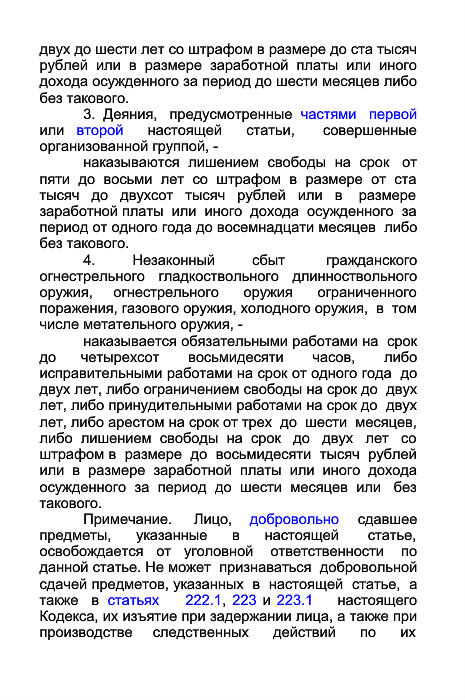 двух до шести лет со штрафом в размере до ста тысяч
рублей или в размере заработной платы или иного
дохода осужденного за период до шести месяцев либо
без такового.
3. Деяния, предусмотренные частями первой
или второй настоящей статьи, совершенные
организованной группой, -
наказываются лишением свободы на срок от
пяти до восьми лет со штрафом в размере от ста
тысяч до двухсот тысяч рублей или в размере
заработной платы или иного дохода осужденного за
период от одного года до восемнадцати месяцев либо
без такового.
4. Незаконный сбыт гражданского
огнестрельного гладкоствольного длинноствольного
оружия, огнестрельного оружия ограниченного
поражения, газового оружия, холодного оружия, в том
числе метательного оружия, -
наказывается обязательными работами на срок
до четырехсот восьмидесяти часов, либо
исправительными работами на срок от одного года до
двух лет, либо ограничением свободы на срок до двух
лет, либо принудительными работами на срок до двух
лет, либо арестом на срок от трех до шести месяцев,
либо лишением свободы на срок до двух лет со
штрафом в размере до восьмидесяти тысяч рублей
или в размере заработной платы или иного дохода
осужденного за период до шести месяцев или без
такового.
Примечание. Лицо, добровольно сдавшее
предметы, указанные в настоящей статье,
освобождается от уголовной ответственности по
данной статье. Не может признаваться добровольной
сдачей предметов, указанных в настоящей статье, а
также в статьях 222.1, 223 и 223.1 настоящего
Кодекса, их изъятие при задержании лица, а также при
производстве следственных действий по их